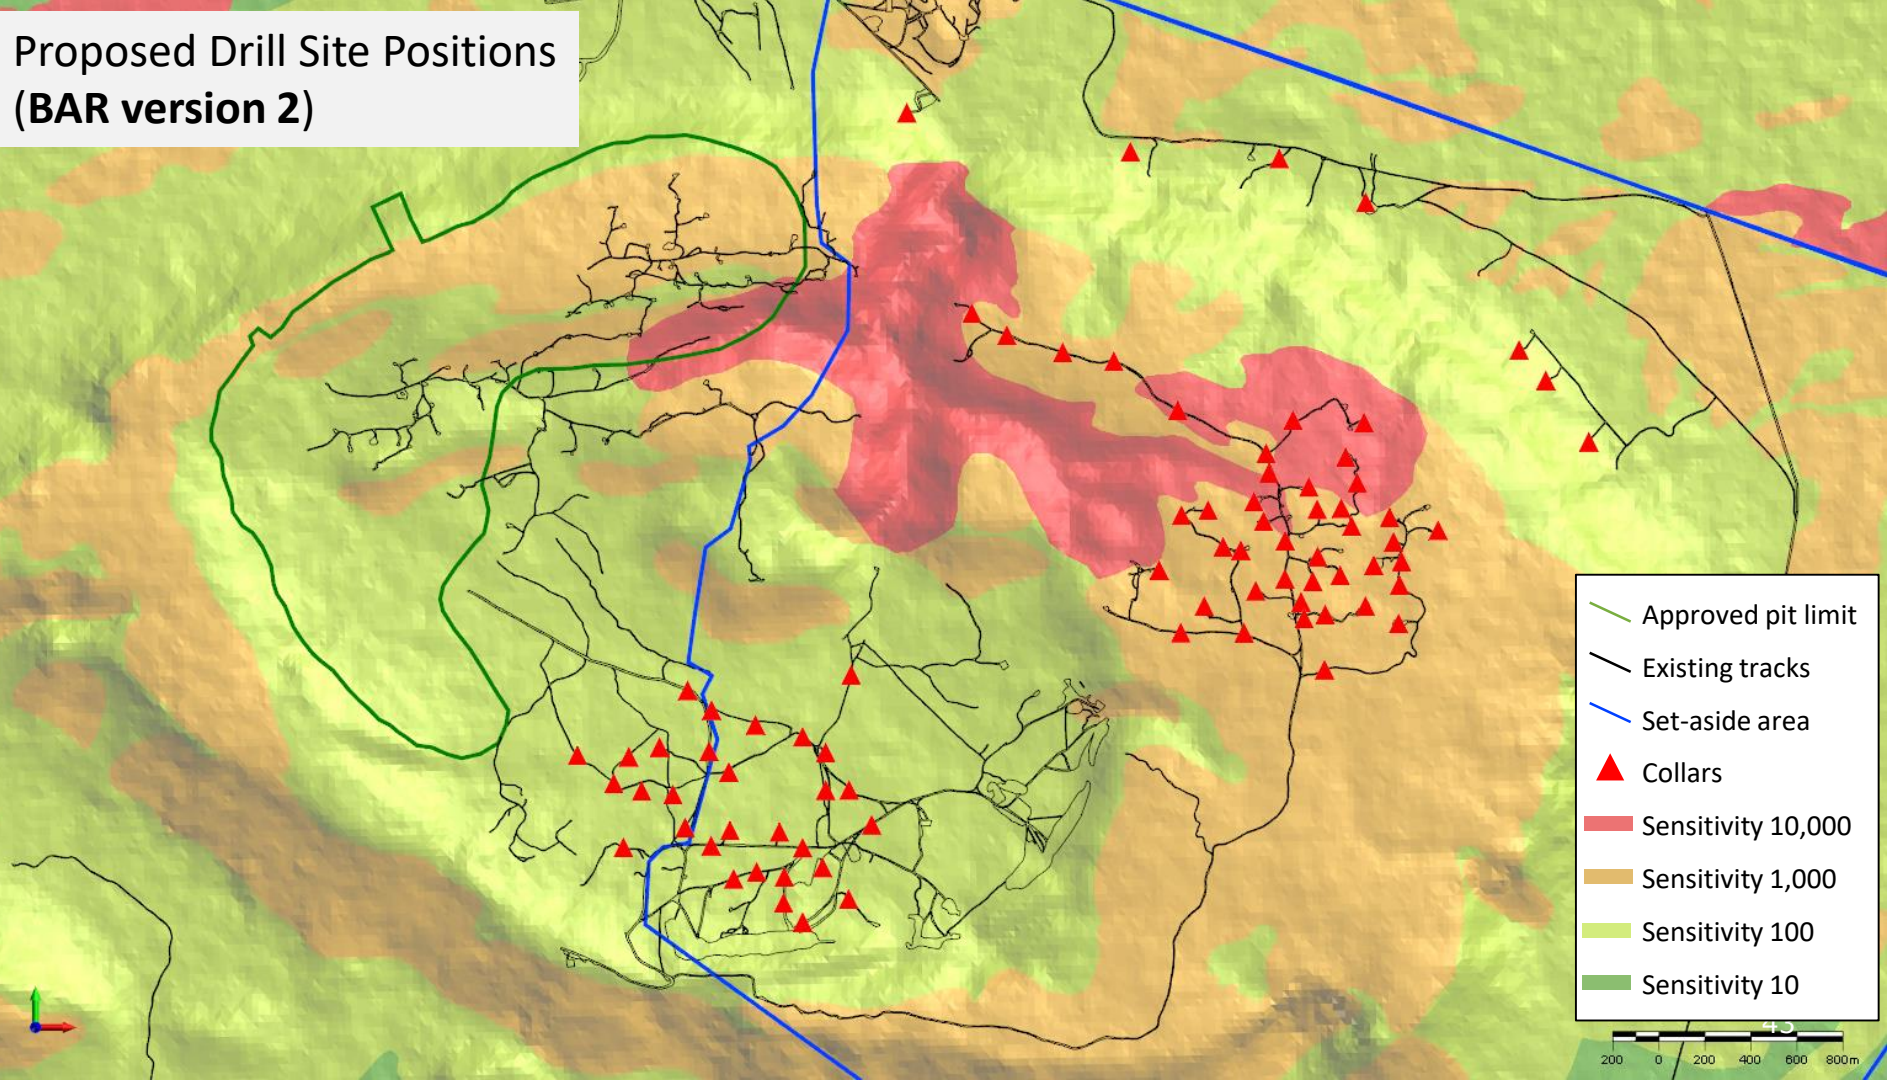 Proposed Drill Site Positions
(BAR version 2)
Approved pit limit
Existing tracks
Set-aside area
Collars
Sensitivity 10,000
Sensitivity 1,000
Sensitivity 100
Sensitivity 10
43
200 0 200 400 600 800m